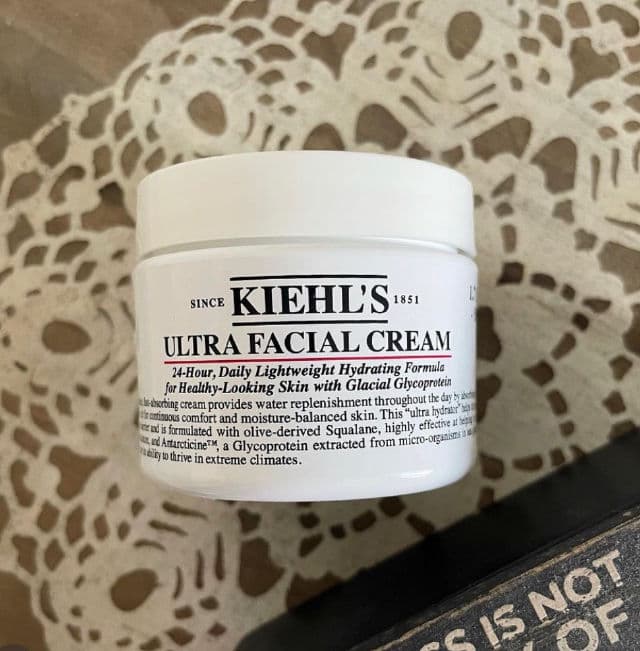 SINCE KIEHL'S 1851
ULTRA FACIAL CREAM
24-Hour, Daily Lightweight Hydrating Formula
for Healthy-Looking Skin with Glacial Glycoprotein
-absorbing cream provides water replenishment throughout the day by
continuous comfort and moisture-balanced skin. This "ultra hydrator"
and is formulated with olive-derived Squalane, highly effective at
and Antarcticine™, a Glycoprotein extracted from micro-organisms in
ability to thrive in extreme climates.
IS NOT
OF